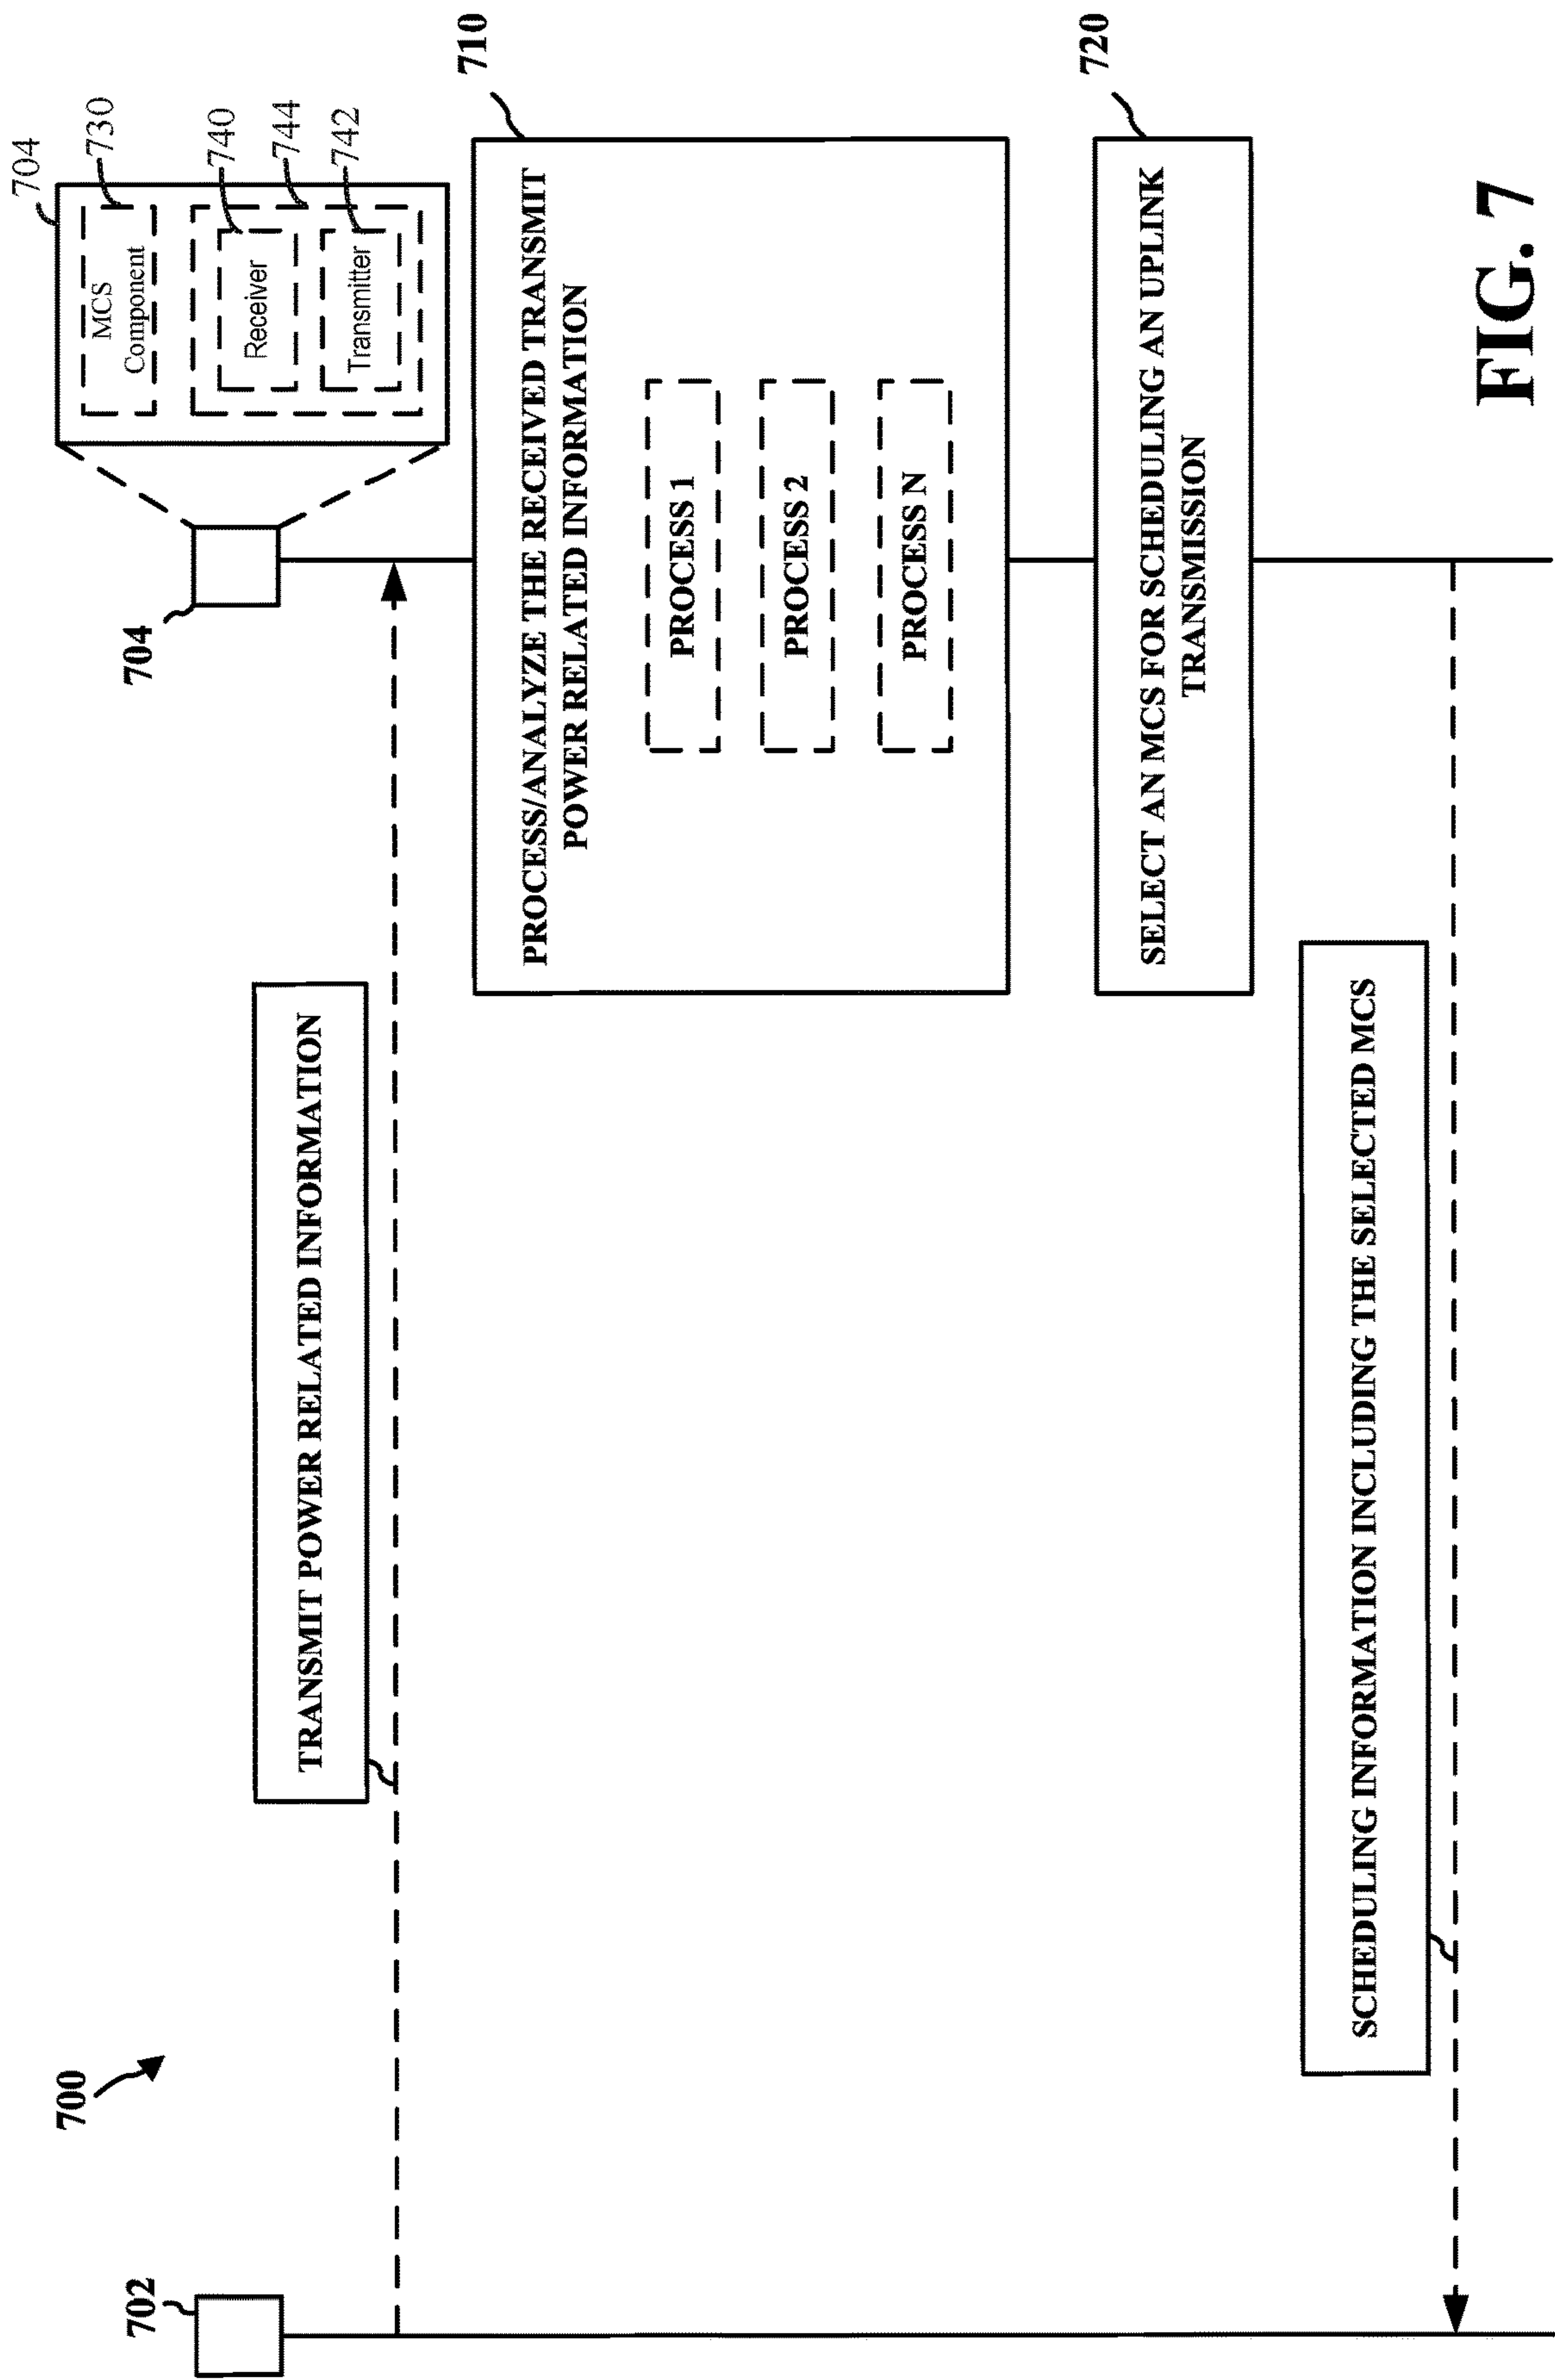 700
702
704
704
MCS
Component
730
Receiver
740
744
Transmitter
742
TRANSMIT POWER RELATED INFORMATION
710
PROCESS/ANALYZE THE RECEIVED TRANSMIT
POWER RELATED INFORMATION
PROCESS 1
PROCESS 2
PROCESS N
720
SELECT AN MCS FOR SCHEDULING AN UPLINK
TRANSMISSION
SCHEDULING INFORMATION INCLUDING THE SELECTED MCS
FIG. 7